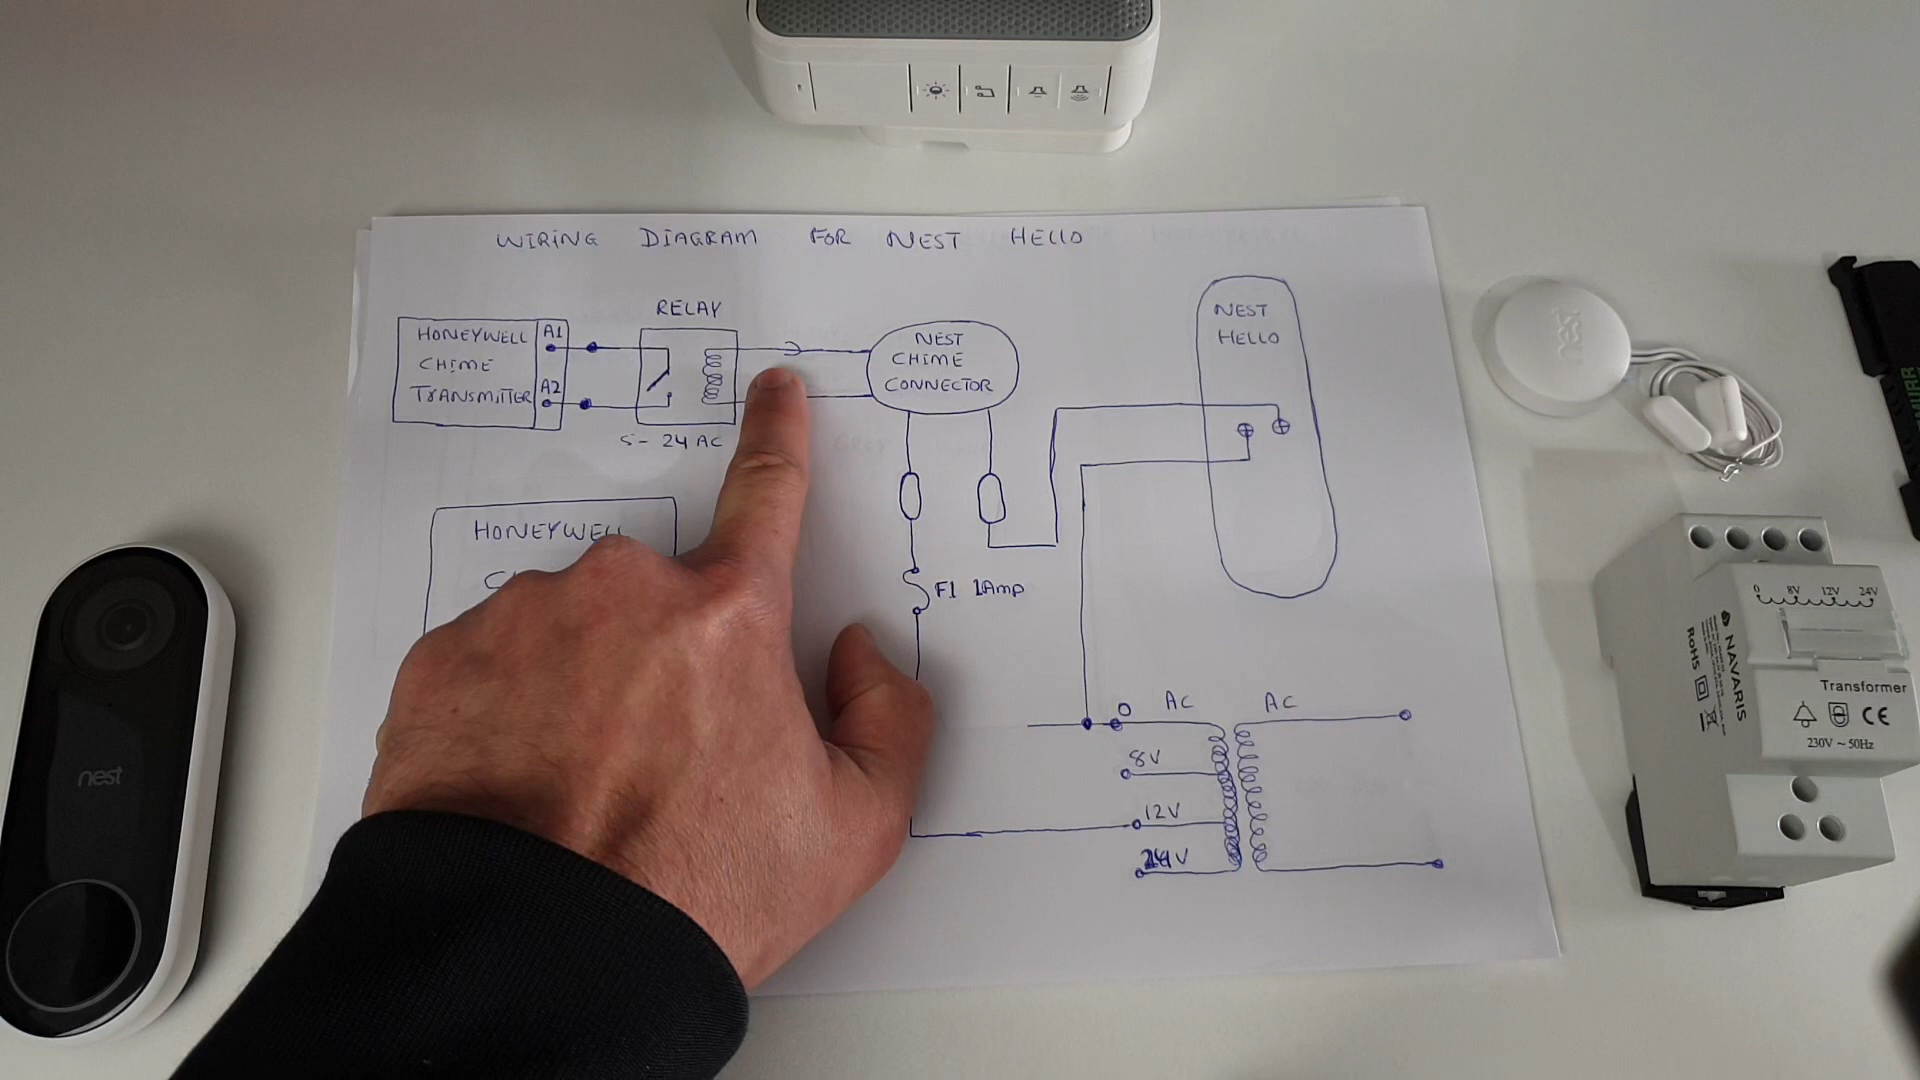 WIRING DIAGRAM FOR NEST HELLO
RELAY
HONEYWELL
CHIME
TRANSMITTER
A1
A2
5 - 24 AC
NEST
CHIME
CONNECTOR
NEST
HELLO
HONEYWELL
F1 1Amp
O AC AC
8V
12V
24V
nest
0 8V 12V 24V
NAVARIS
RoHS
Transformer
CE
230V ~ 50Hz
MURR